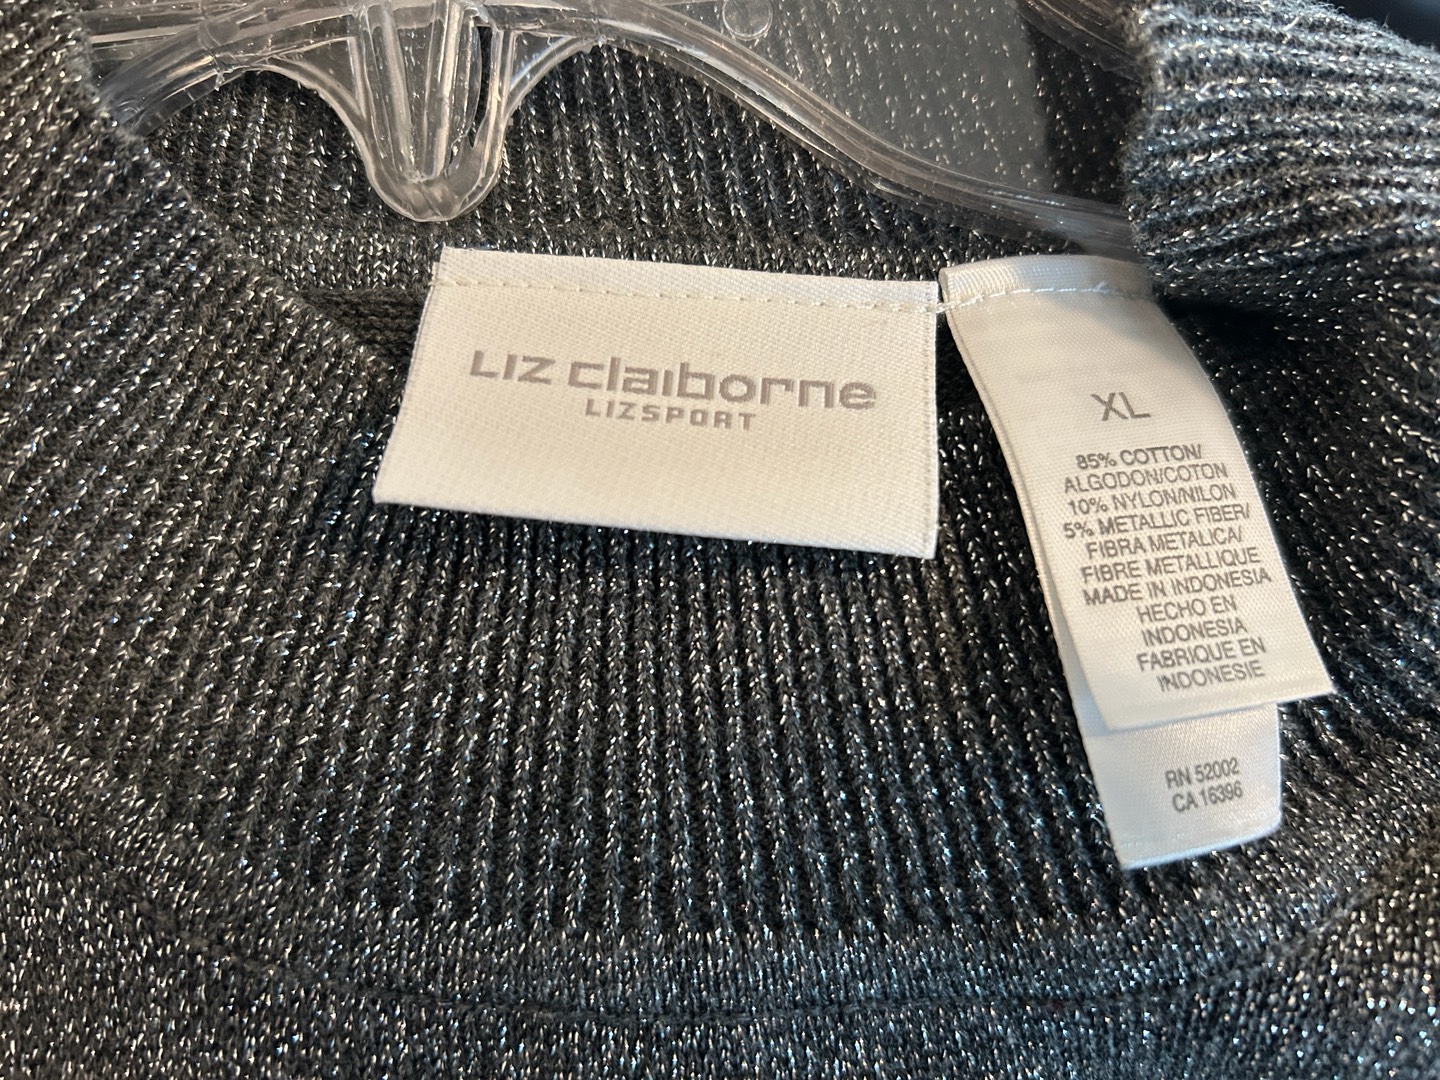 LIZ claiborne
LIZSPORT
XL
85% COTTON/
ALGODON/COTON
10% NYLON/NILON
5% METALLIC FIBER/
FIBRA METALICA/
FIBRE METALLIQUE
MADE IN INDONESIA
HECHO EN
INDONESIA
FABRIQUE EN
INDONESIE
RN 52002
CA 16396